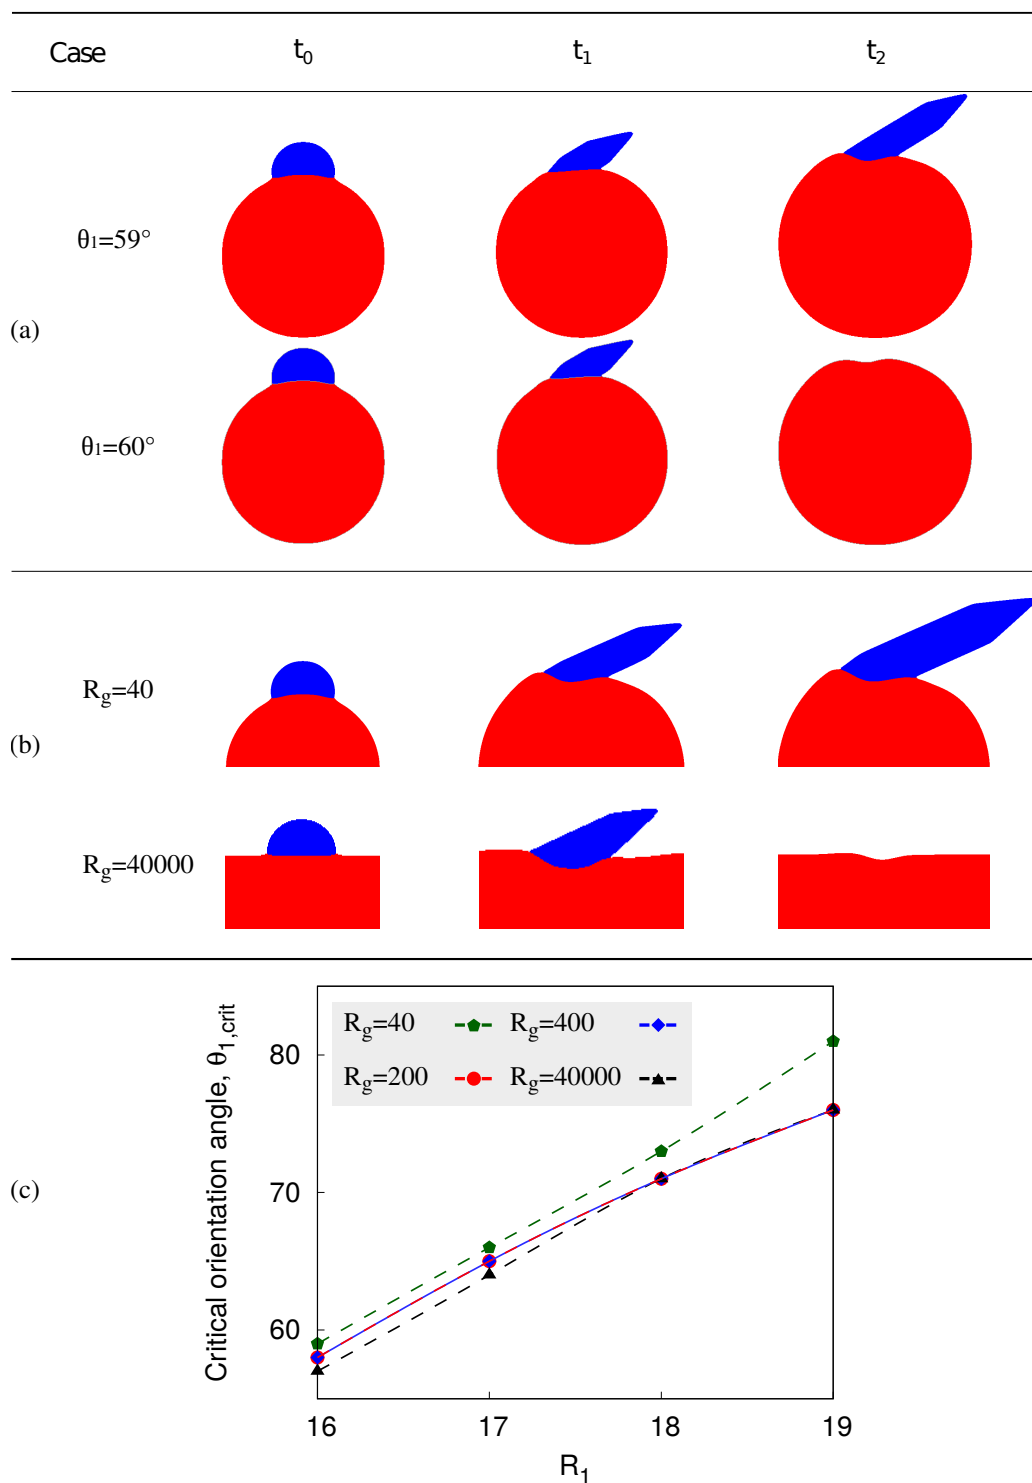 Case t0 t1 t2
θ1=59°
(a)
θ1=60°
Rg=40
(b)
Rg=40000
Rg=40 Rg=400
Rg=200 Rg=40000
80
70
60
Critical orientation angle, θ1,crit
(c)
16 17 18 19
R1